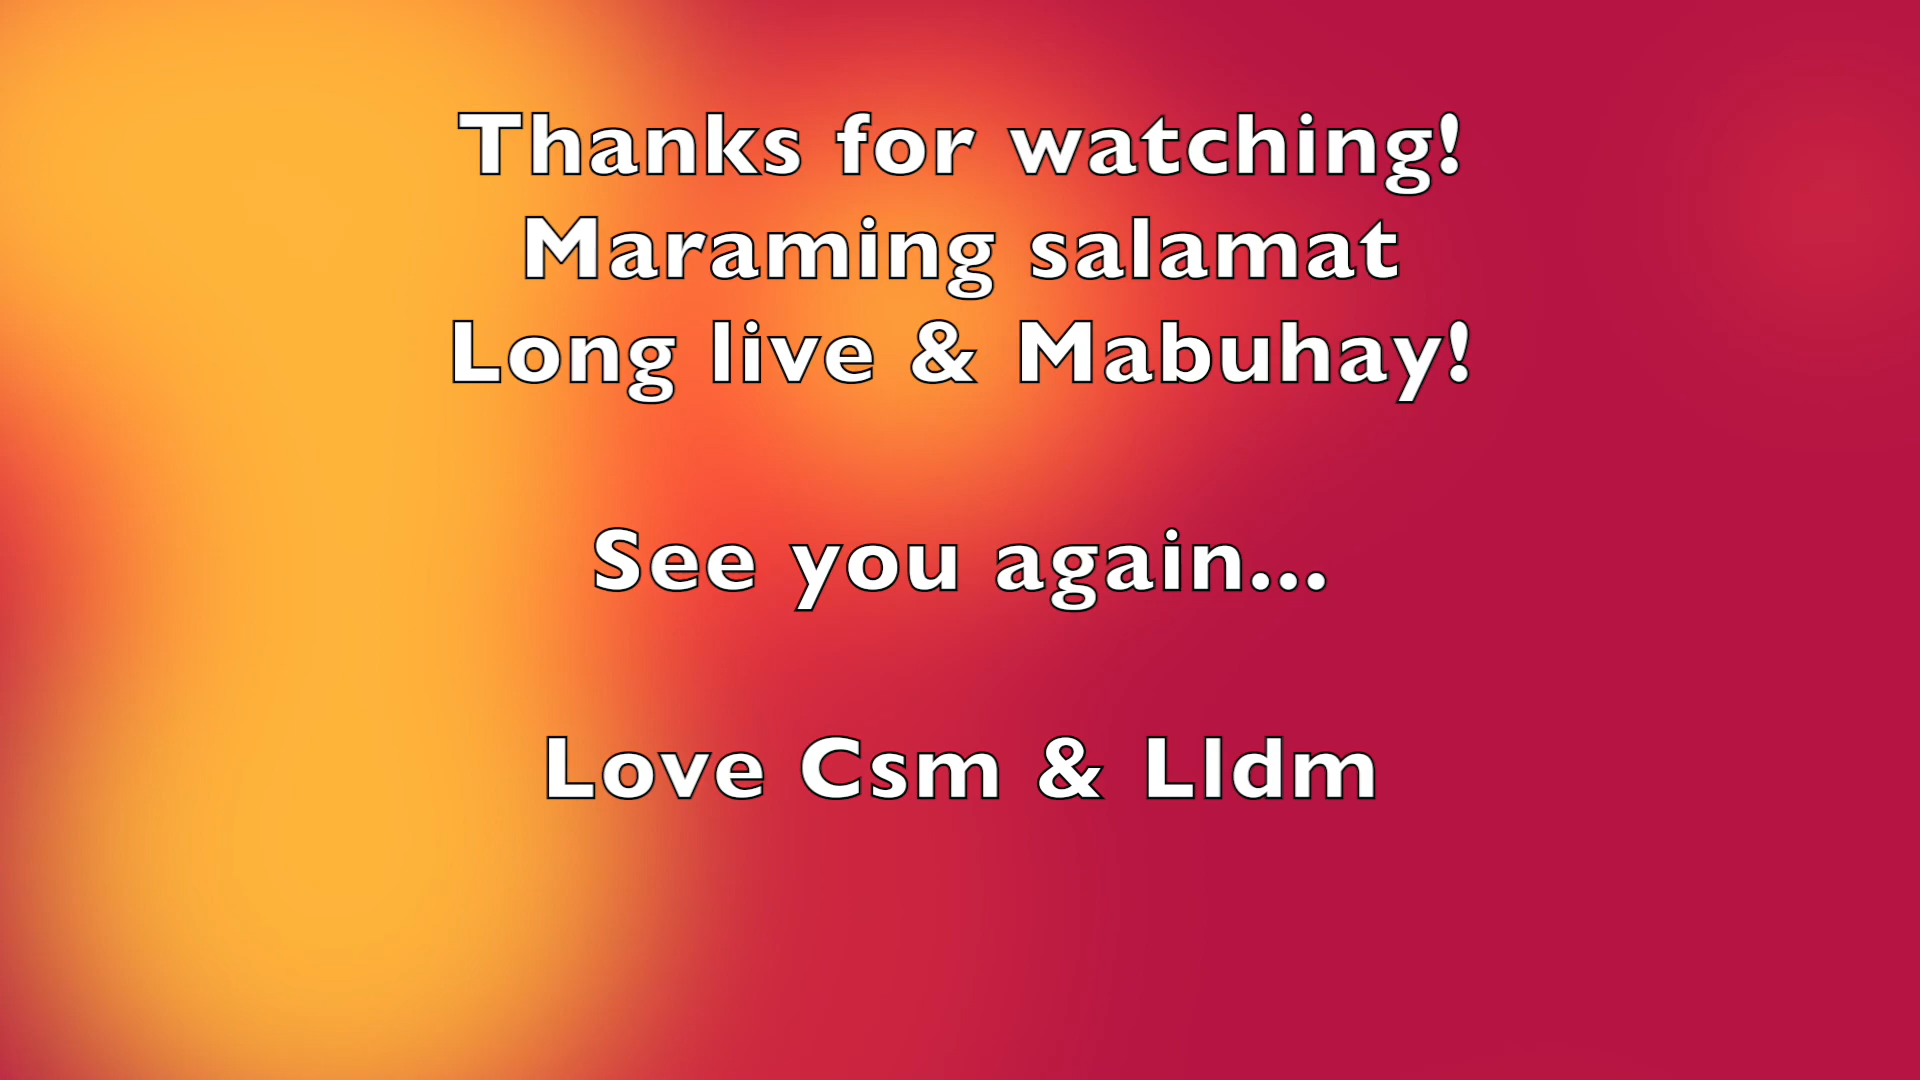 Thanks for watching!
Maraming salamat
Long live & Mabuhay!
See you again...
Love Csm & Lldm